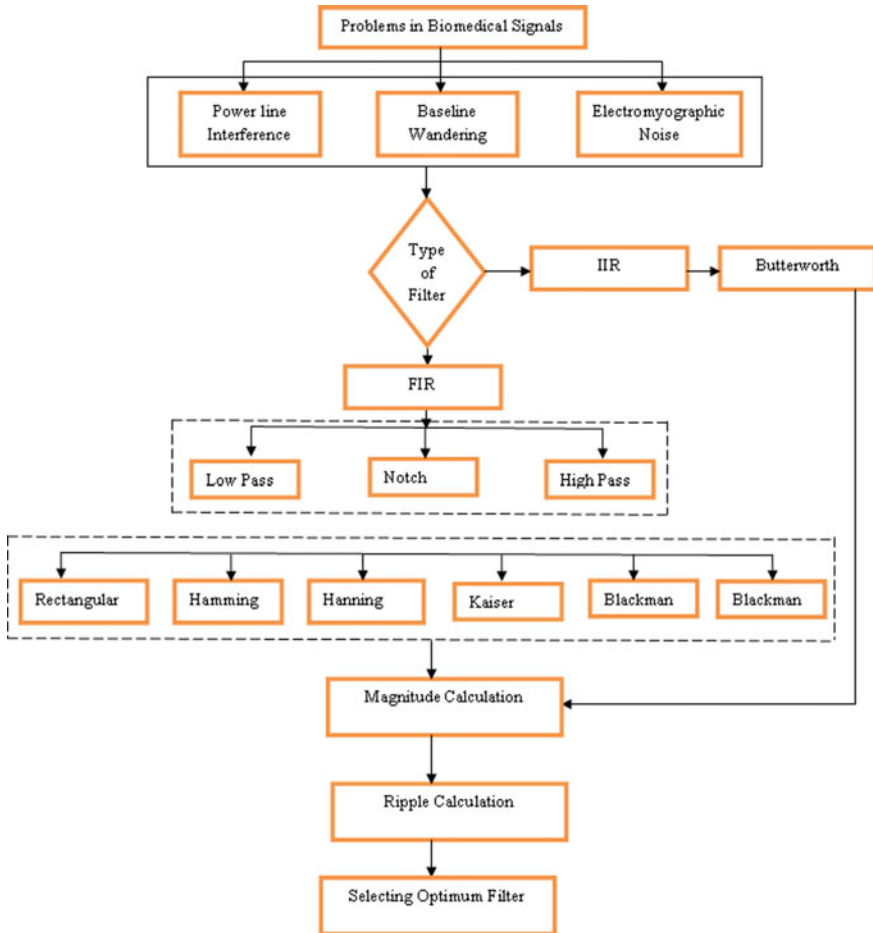 Problems in Biomedical Signals
Power line
Interference
Baseline
Wandering
Electromyographic
Noise
Type
of
Filter
IIR
Butterworth
FIR
Low Pass
Notch
High Pass
Rectangular
Hamming
Hanning
Kaiser
Blackman
Blackman
Magnitude Calculation
Ripple Calculation
Selecting Optimum Filter